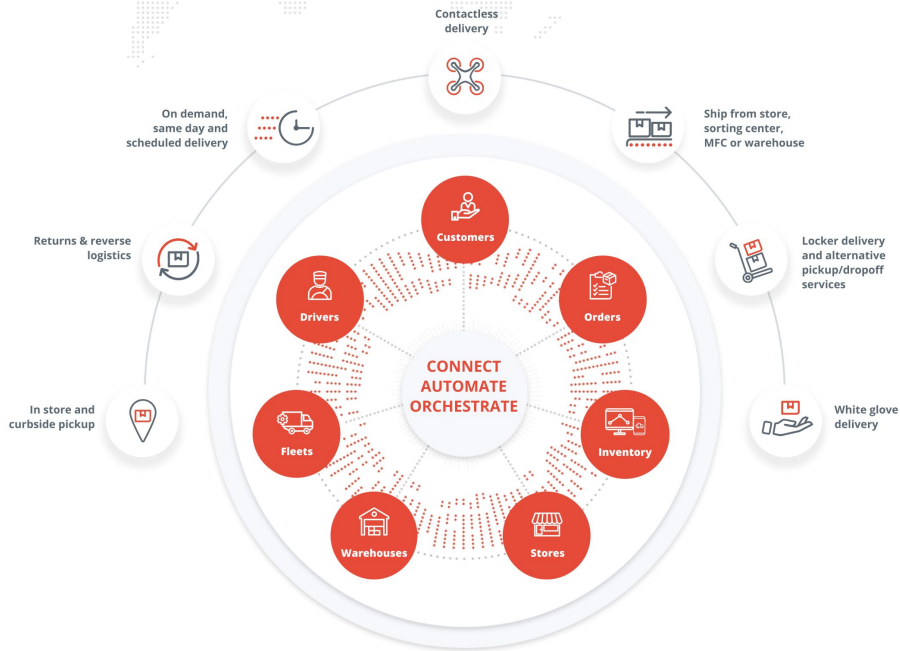 Contactless
delivery
On demand,
same day and
scheduled delivery
Ship from store,
sorting center,
MFC or warehouse
Returns & reverse
logistics
Locker delivery
and alternative
pickup/dropoff
services
In store and
curbside pickup
White glove
delivery
Customers
Drivers
Orders
CONNECT
AUTOMATE
ORCHESTRATE
Fleets
Inventory
Warehouses
Stores